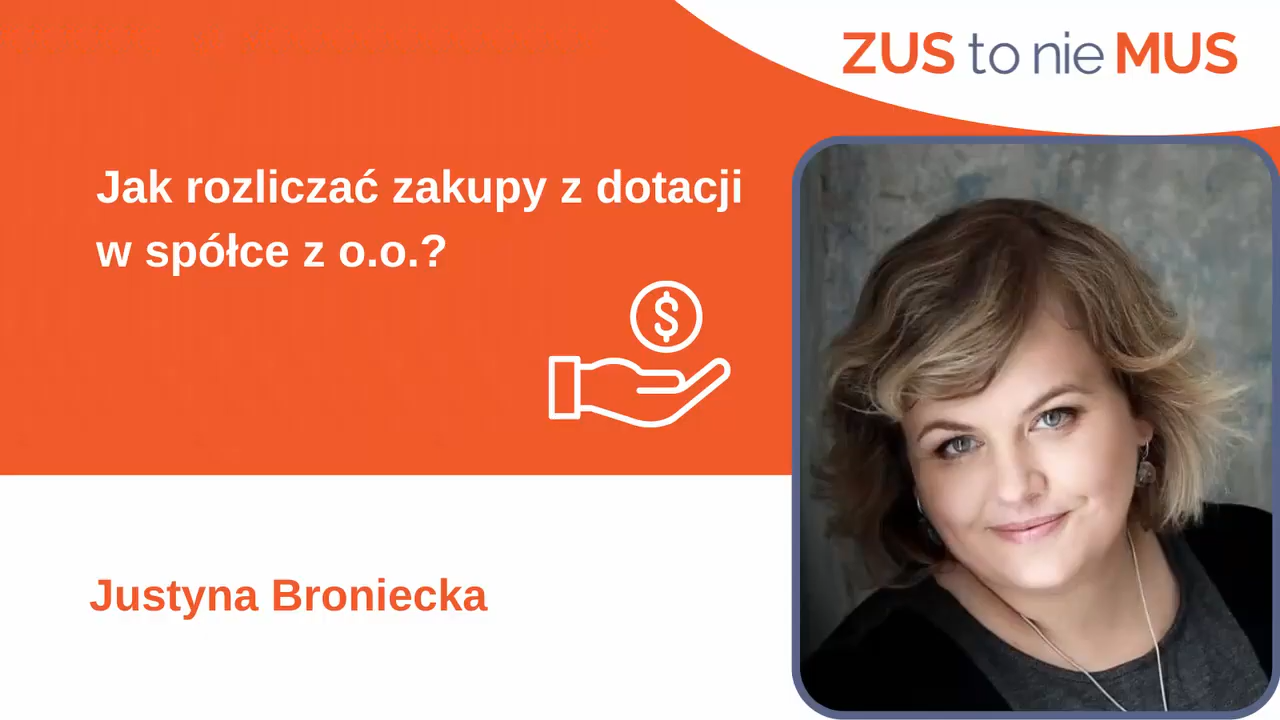 ZUS to nie MUS
Jak rozliczać zakupy z dotacji
w spółce z o.o.?
$
Justyna Broniecka